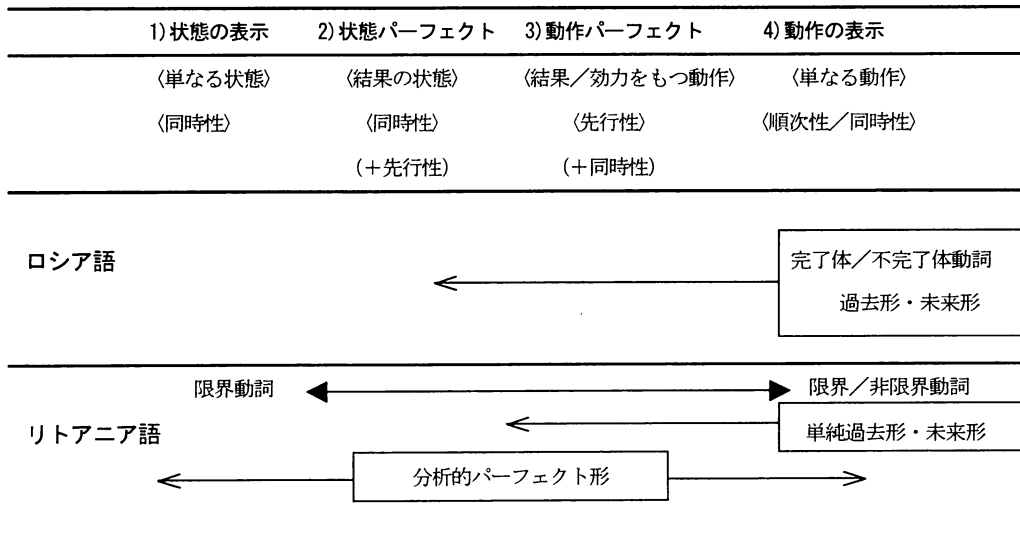 1)状態の表示 2)状態パーフェクト 3)動作パーフェクト 4)動作の表示
〈単なる状態〉 〈結果の状態〉 〈結果／効力をもつ動作〉 〈単なる動作〉
〈同時性〉 〈同時性〉 〈先行性〉 〈順次性／同時性〉
(＋先行性) (＋同時性)
ロシア語 完了体／不完了体動詞
過去形・未来形
限界動詞 限界／非限界動詞
リトアニア語 単純過去形・未来形
分析的パーフェクト形